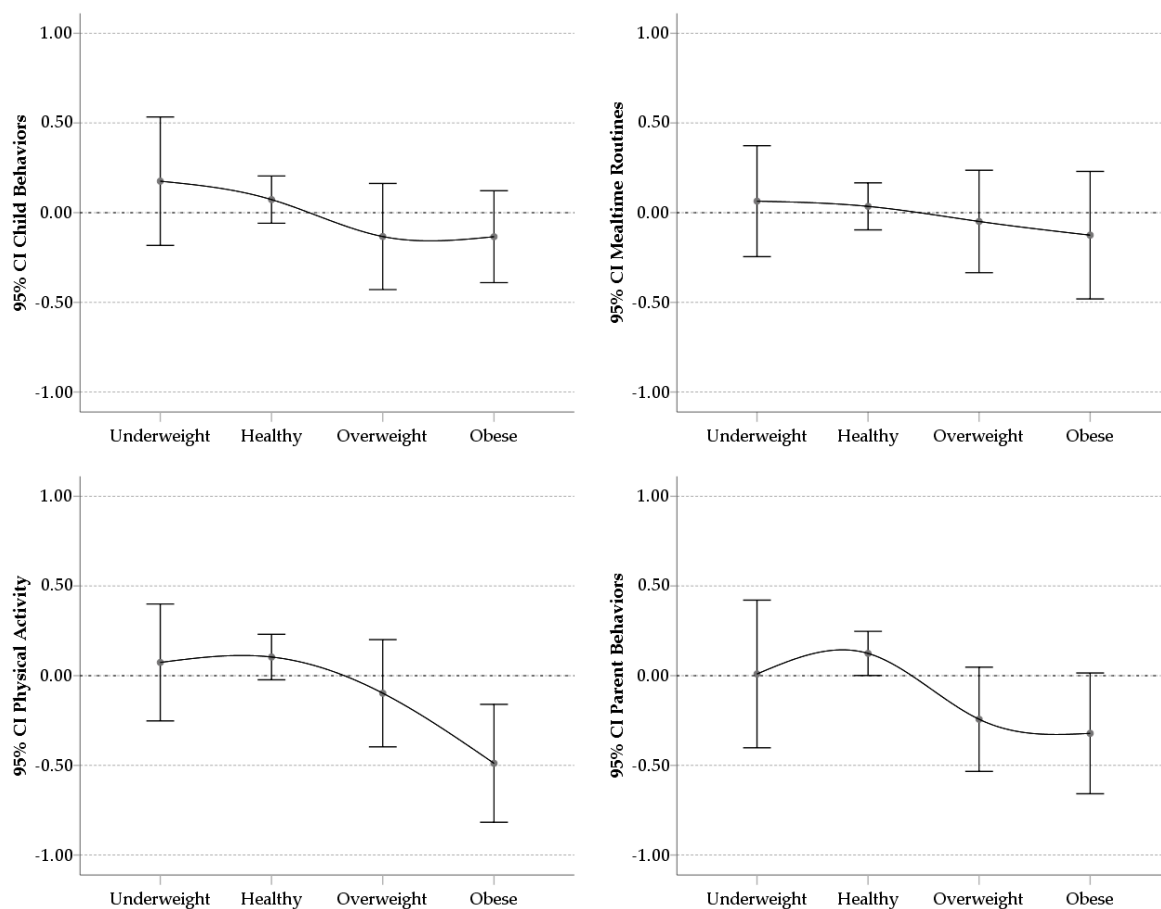 95% CI Child Behaviors
1.00
0.50
0.00
-0.50
-1.00
Underweight Healthy Overweight Obese
95% CI Mealtime Routines
1.00
0.50
0.00
-0.50
-1.00
Underweight Healthy Overweight Obese
95% CI Physical Activity
1.00
0.50
0.00
-0.50
-1.00
Underweight Healthy Overweight Obese
95% CI Parent Behaviors
1.00
0.50
0.00
-0.50
-1.00
Underweight Healthy Overweight Obese